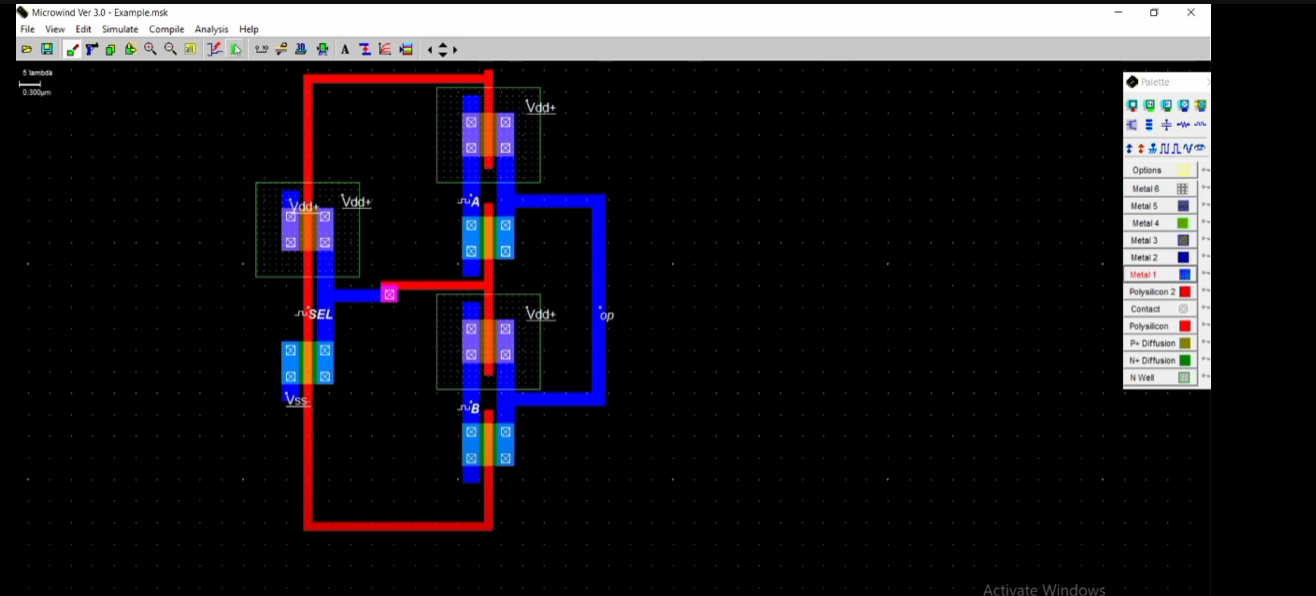 Microwind Ver 3.0 - Example.msk
File View Edit Simulate Compile Analysis Help
5 lambda
0.300µm
Palette
Options
Metal 6
Metal 5
Metal 4
Metal 3
Metal 2
Metal 1
Polysilicon 2
Contact
Polysilicon
P+ Diffusion
N+ Diffusion
N Well
Vdd+
A
Vdd+
Vdd+
SEL
Vdd+
op
Vss-
B
Activate Windows